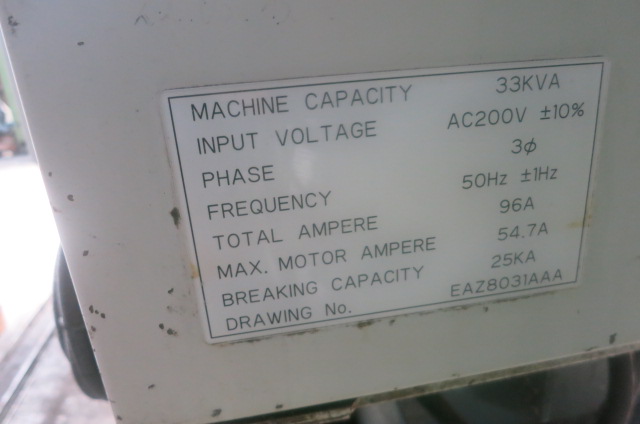 MACHINE CAPACITY 33KVA
INPUT VOLTAGE AC200V ±10%
PHASE 3φ
FREQUENCY 50Hz ±1Hz
TOTAL AMPERE 96A
MAX. MOTOR AMPERE 54.7A
BREAKING CAPACITY 25KA
DRAWING No. EAZ8031AAA